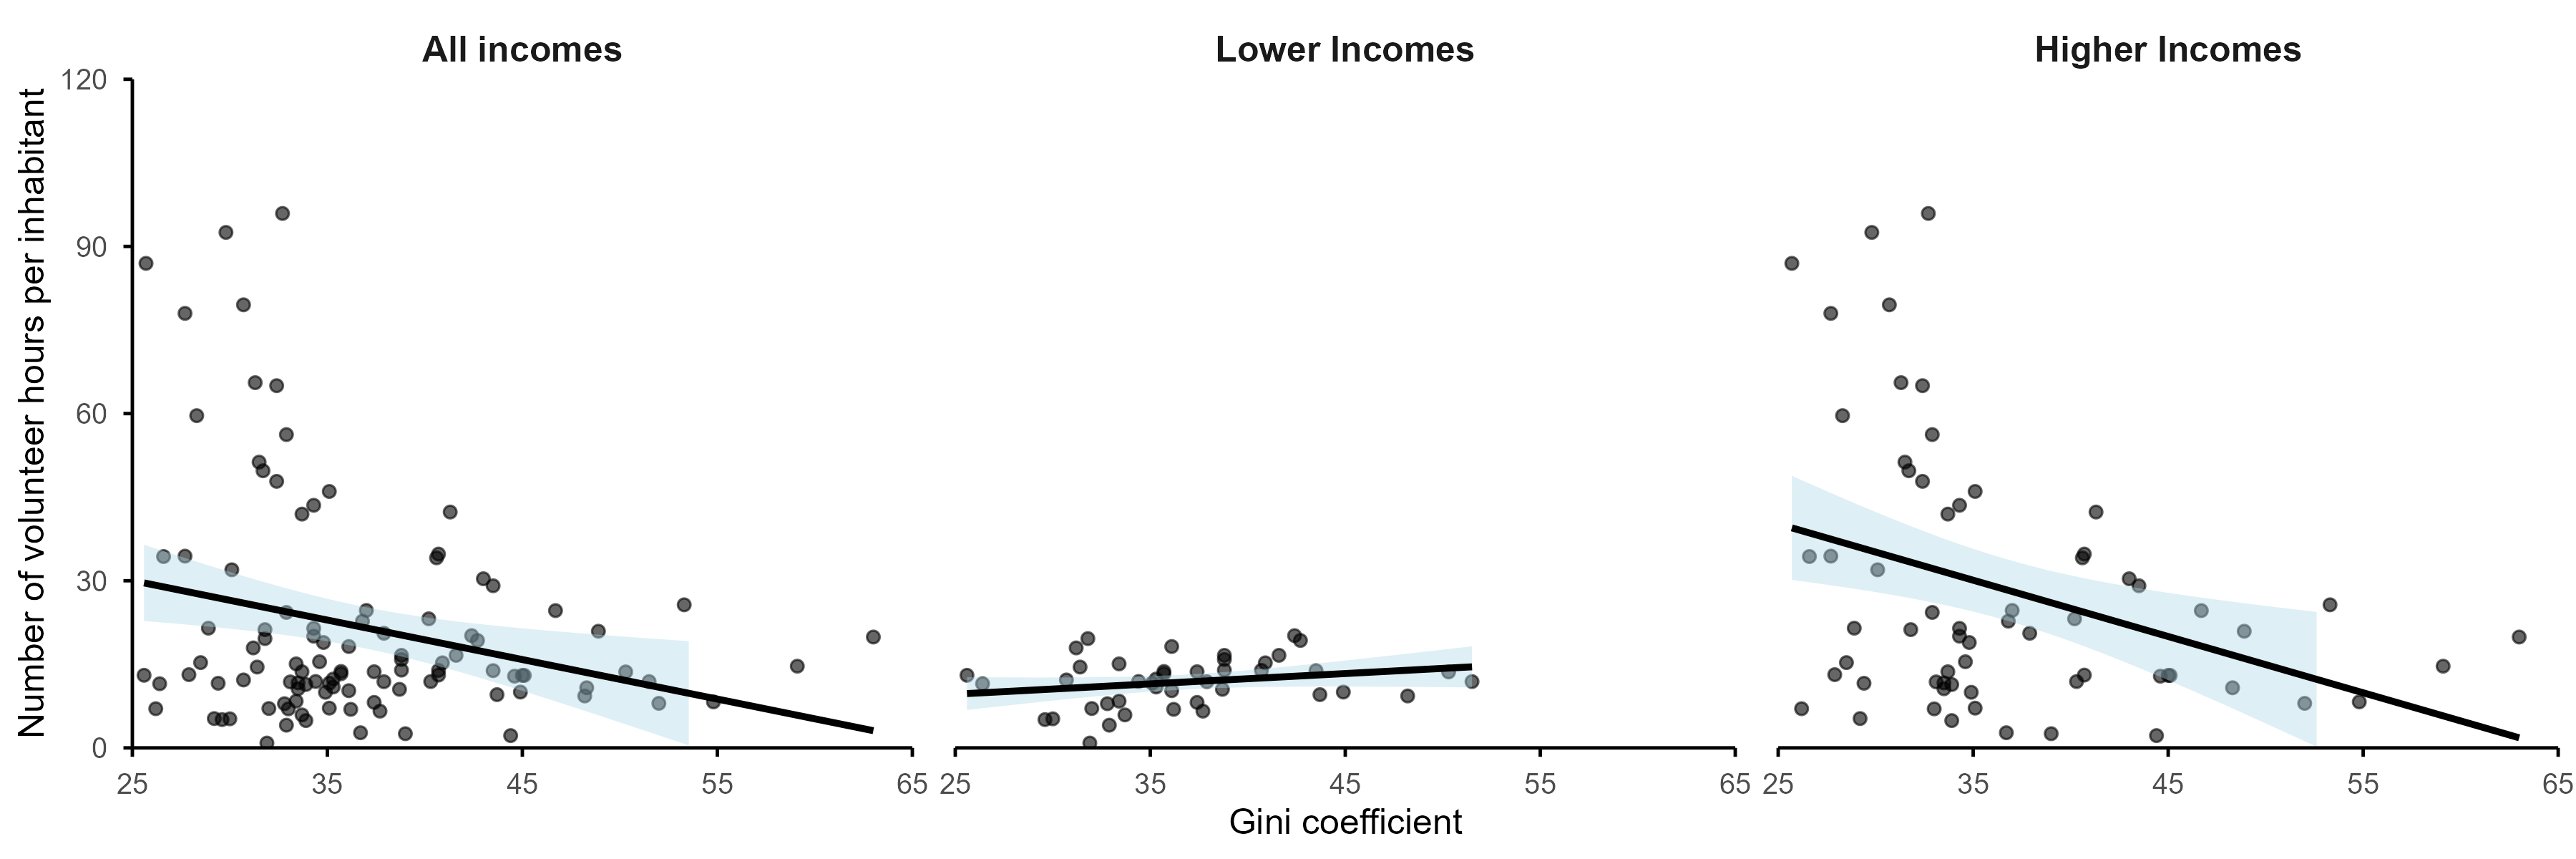 All incomes
Lower Incomes
Higher Incomes
Number of volunteer hours per inhabitant
120
90
60
30
0
25 35 45 55 65
25 35 45 55 65
25 35 45 55 65
Gini coefficient